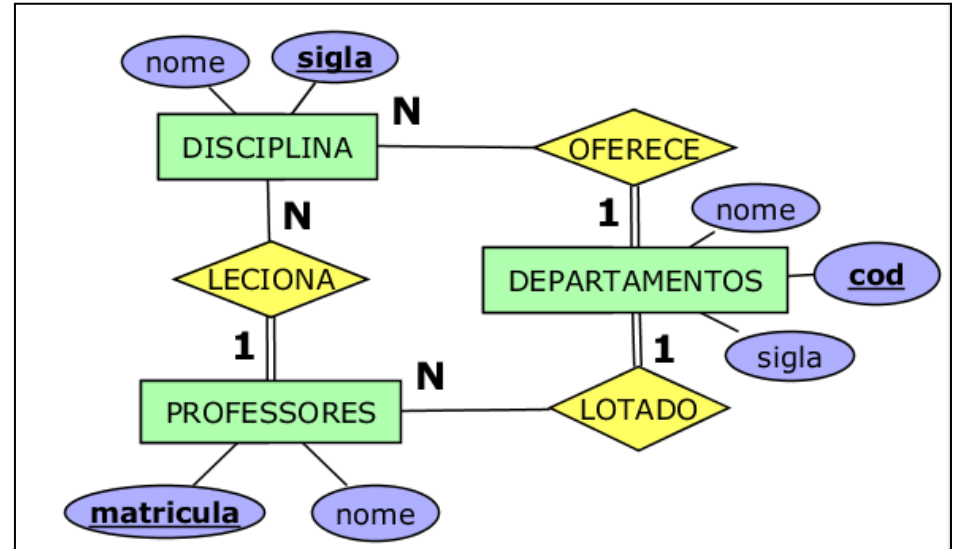 nome
sigla
N
DISCIPLINA
OFERECE
N
1
nome
LECIONA
DEPARTAMENTOS
cod
1
1
sigla
N
PROFESSORES
LOTADO
matricula
nome